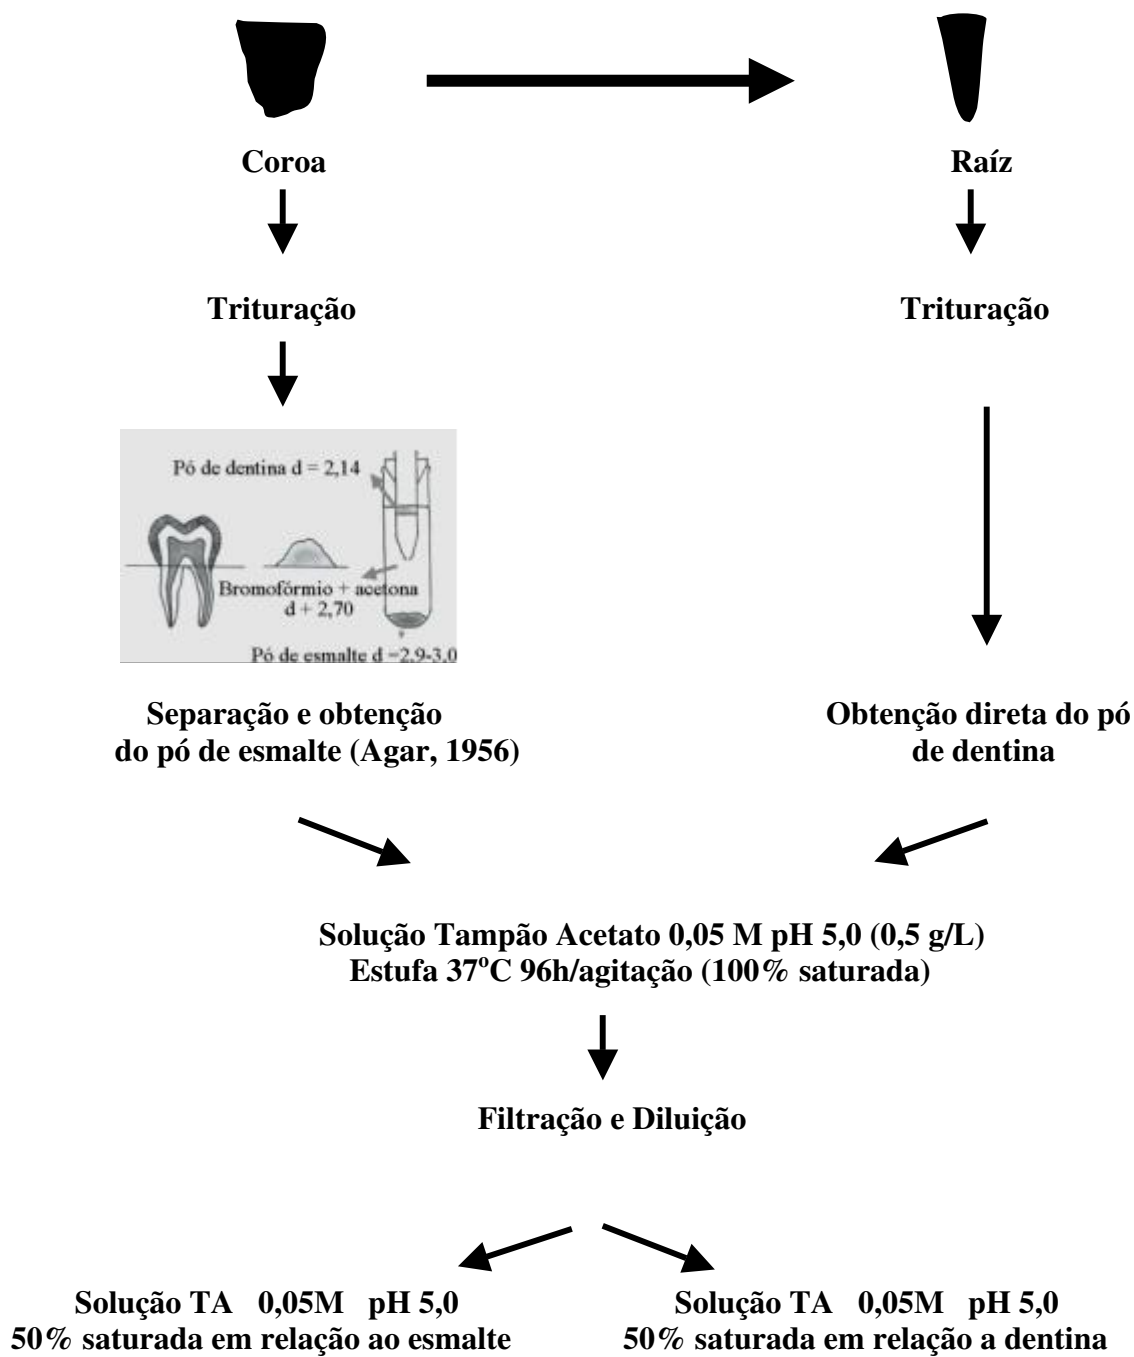 Coroa
Raíz
Trituração
Trituração
Pó de dentina d = 2,14
Bromofórmio + acetona
d + 2,70
Pó de esmalte d =2,9-3,0
Separação e obtenção
do pó de esmalte (Agar, 1956)
Obtenção direta do pó
de dentina
Solução Tampão Acetato 0,05 M pH 5,0 (0,5 g/L)
Estufa 37°C 96h/agitação (100% saturada)
Filtração e Diluição
Solução TA 0,05M pH 5,0
50% saturada em relação ao esmalte
Solução TA 0,05M pH 5,0
50% saturada em relação a dentina